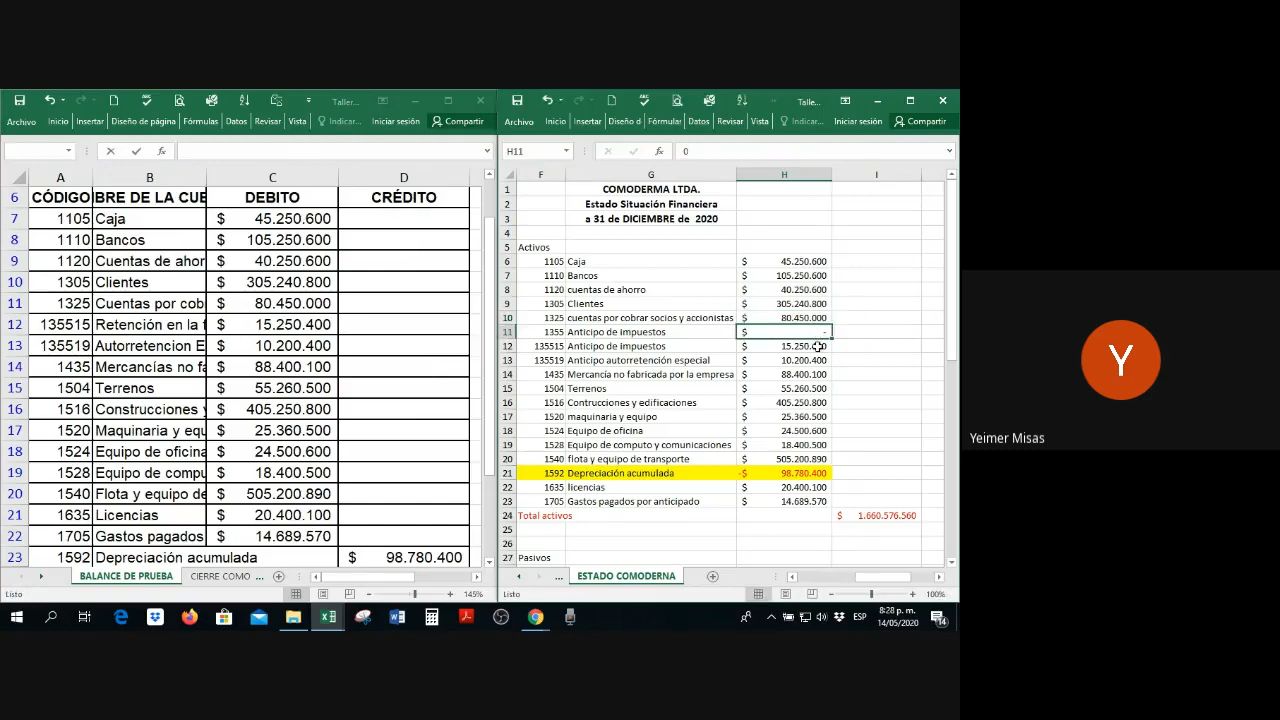 Taller...
Archivo Inicio Insertar Diseño de página Fórmulas Datos Revisar Vista Indicar... Iniciar sesión Compartir
A B C D
6 CÓDIGO BRE DE LA CUE DEBITO CRÉDITO
7 1105 Caja $ 45.250.600
8 1110 Bancos $ 105.250.600
9 1120 Cuentas de ahor $ 40.250.600
10 1305 Clientes $ 305.240.800
11 1325 Cuentas por cob $ 80.450.000
12 135515 Retención en la f $ 15.250.400
13 135519 Autorretencion E $ 10.200.400
14 1435 Mercancías no fa $ 88.400.100
15 1504 Terrenos $ 55.260.500
16 1516 Construcciones y $ 405.250.800
17 1520 Maquinaria y equ $ 25.360.500
18 1524 Equipo de oficina $ 24.500.600
19 1528 Equipo de compu $ 18.400.500
20 1540 Flota y equipo de $ 505.200.890
21 1635 Licencias $ 20.400.100
22 1705 Gastos pagados $ 14.689.570
23 1592 Depreciación acumulada $ 98.780.400
BALANCE DE PRUEBA CIERRE COMO ...
Listo 145%
Taller...
Archivo Inicio Insertar Diseño d Fórmular Datos Revisar Vista Indicar... Iniciar sesión Compartir
H11 0
F G H I
1 COMODERMA LTDA.
2 Estado Situación Financiera
3 a 31 de DICIEMBRE de 2020
4
5 Activos
6 1105 Caja $ 45.250.600
7 1110 Bancos $ 105.250.600
8 1120 cuentas de ahorro $ 40.250.600
9 1305 Clientes $ 305.240.800
10 1325 cuentas por cobrar socios y accionistas $ 80.450.000
11 1355 Anticipo de impuestos $ -
12 135515 Anticipo de impuestos $
13 135519 Anticipo autorretención especial $ 10.200.400
14 1435 Mercancía no fabricada por la empresa $ 88.400.100
15 1504 Terrenos $ 55.260.500
16 1516 Contrucciones y edificaciones $ 405.250.800
17 1520 maquinaria y equipo $ 25.360.500
18 1524 Equipo de oficina $ 24.500.600
19 1528 Equipo de computo y comunicaciones $ 18.400.500
20 1540 flota y equipo de transporte $ 505.200.890
21 1592 Depreciación acumulada -$ 98.780.400
22 1635 licencias $ 20.400.100
23 1705 Gastos pagados por anticipado $ 14.689.570
24 Total activos $ 1.660.576.560
25
26
27 Pasivos
... ESTADO COMODERNA
Listo 100%
ESP
8:28 p. m.
14/05/2020
14
Y
Yeimer Misas